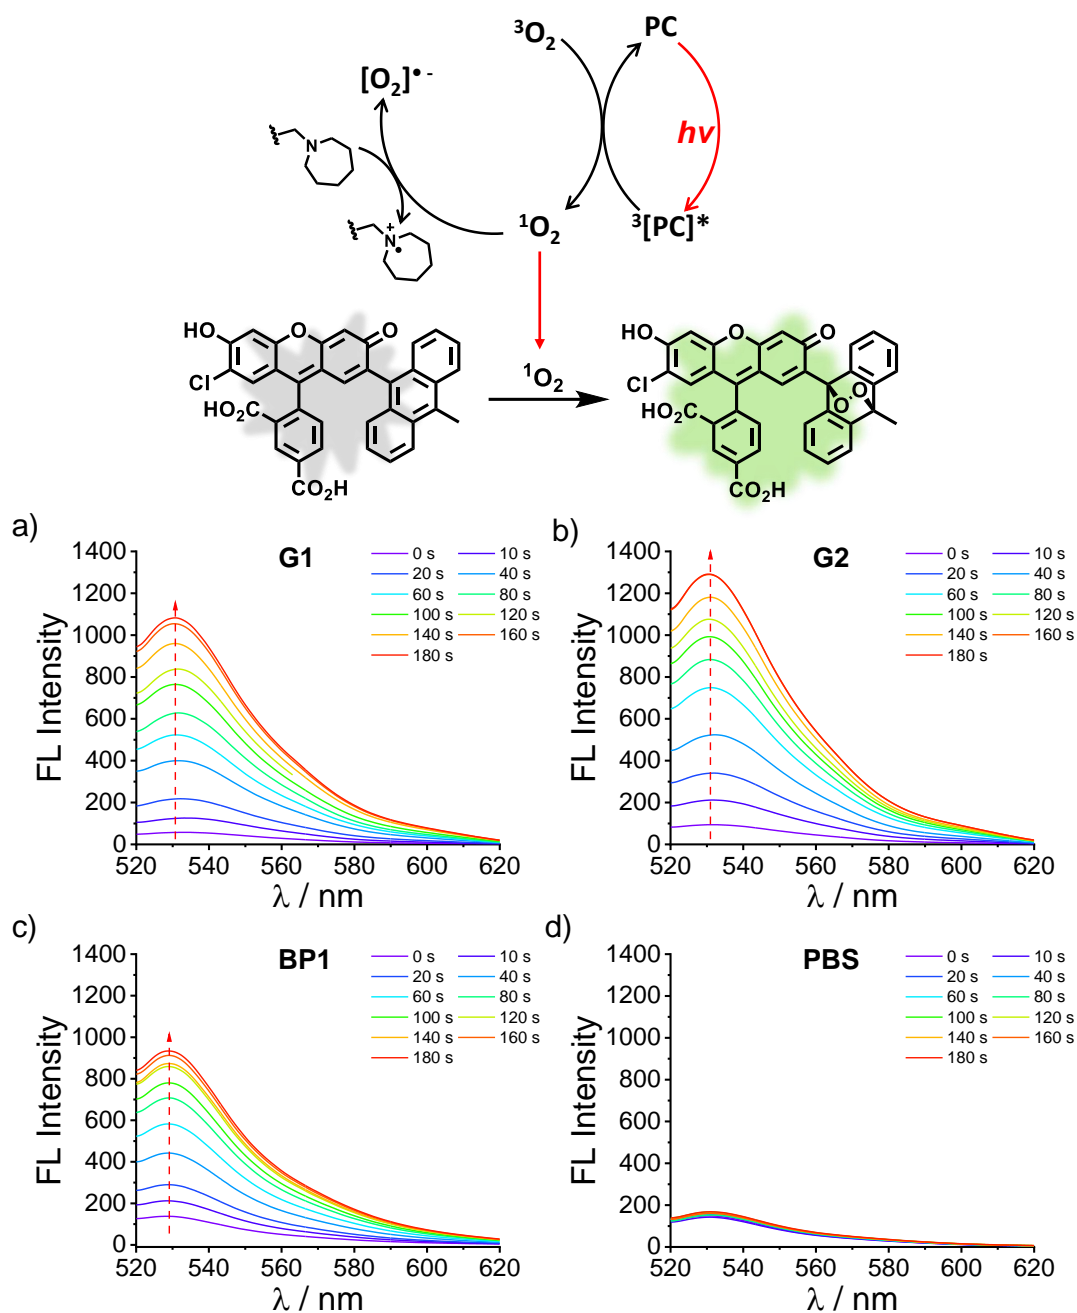 ³O₂ PC
[O₂]•⁻
N
hν
N+•
¹O₂ ³[PC]*
HO O O
Cl
HO₂C
CO₂H
¹O₂
HO O O
Cl
O-O
HO₂C
CO₂H
a)
G1
FL Intensity
1400
1200
1000
800
600
400
200
0
0 s 10 s
20 s 40 s
60 s 80 s
100 s 120 s
140 s 160 s
180 s
520 540 560 580 600 620
λ / nm
b)
G2
FL Intensity
1400
1200
1000
800
600
400
200
0
0 s 10 s
20 s 40 s
60 s 80 s
100 s 120 s
140 s 160 s
180 s
520 540 560 580 600 620
λ / nm
c)
BP1
FL Intensity
1400
1200
1000
800
600
400
200
0
0 s 10 s
20 s 40 s
60 s 80 s
100 s 120 s
140 s 160 s
180 s
520 540 560 580 600 620
λ / nm
d)
PBS
FL Intensity
1400
1200
1000
800
600
400
200
0
0 s 10 s
20 s 40 s
60 s 80 s
100 s 120 s
140 s 160 s
180 s
520 540 560 580 600 620
λ / nm